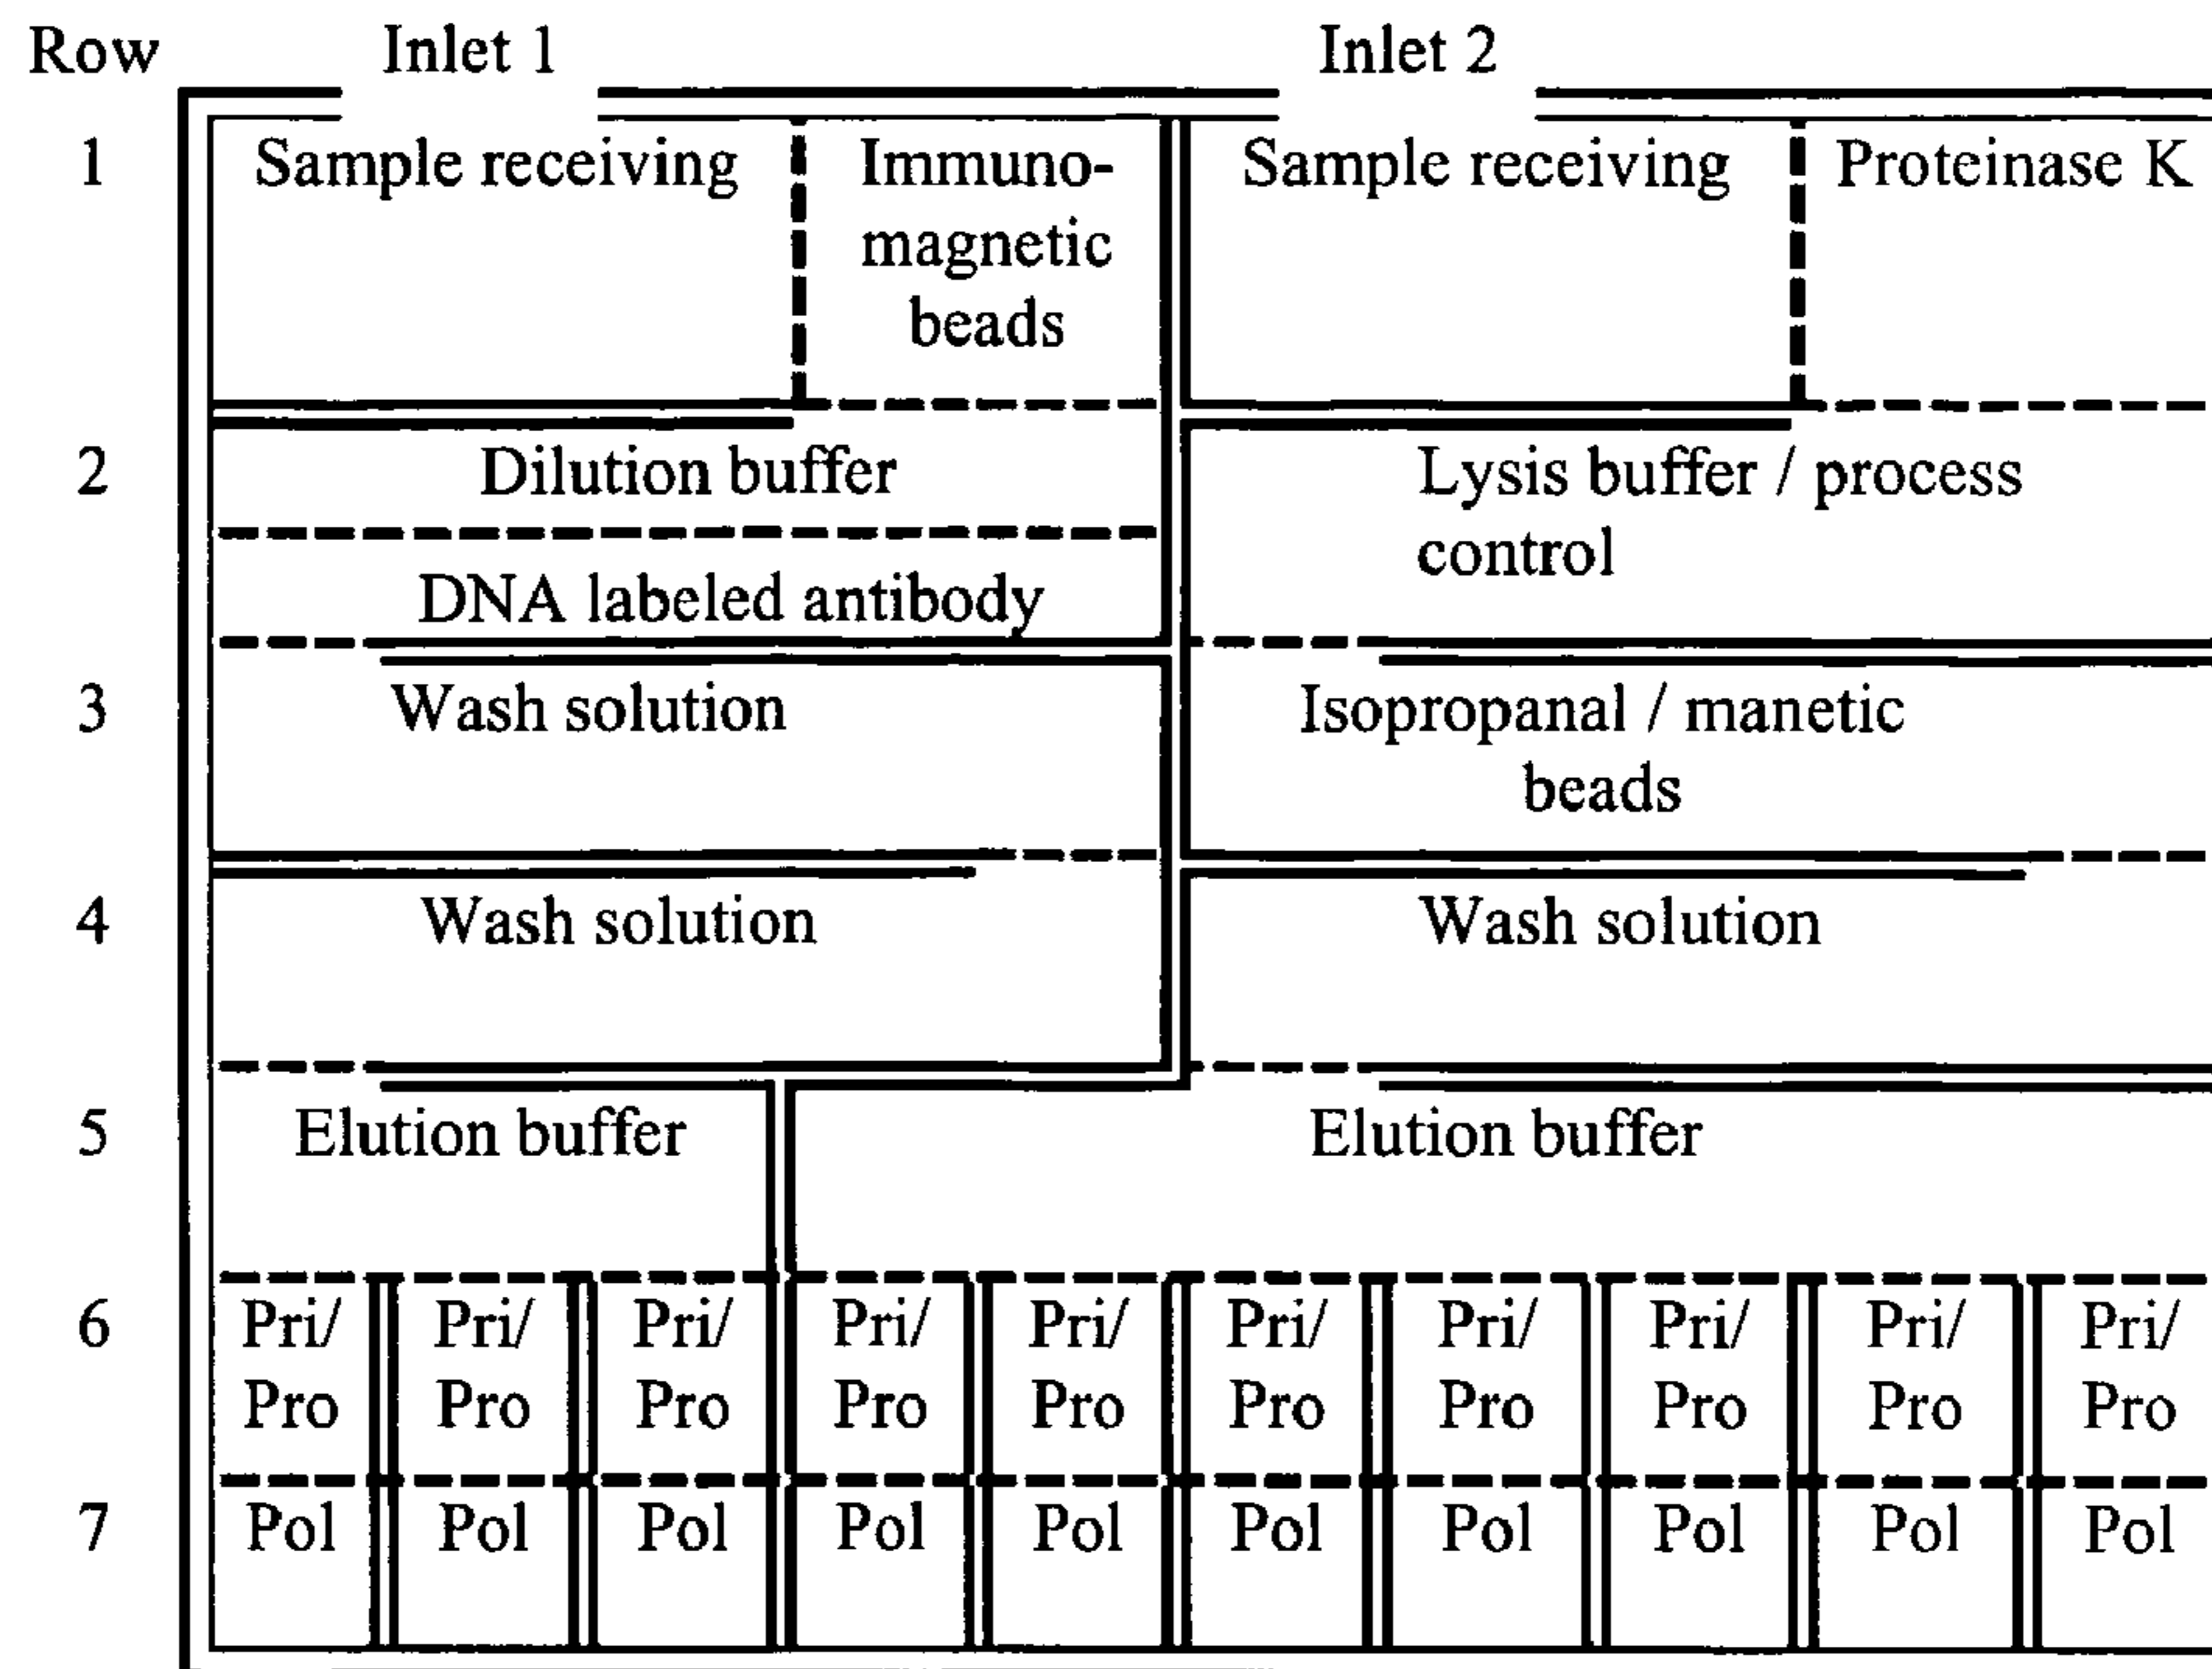 Row Inlet 1 Inlet 2
1 Sample receiving Immuno- Sample receiving Proteinase K
magnetic
beads
2 Dilution buffer Lysis buffer / process
control
DNA labeled antibody
3 Wash solution Isopropanal / manetic
beads
4 Wash solution Wash solution
5 Elution buffer Elution buffer
6 Pri/ Pri/ Pri/ Pri/ Pri/ Pri/ Pri/ Pri/ Pri/ Pri/
Pro Pro Pro Pro Pro Pro Pro Pro Pro Pro
7 Pol Pol Pol Pol Pol Pol Pol Pol Pol Pol